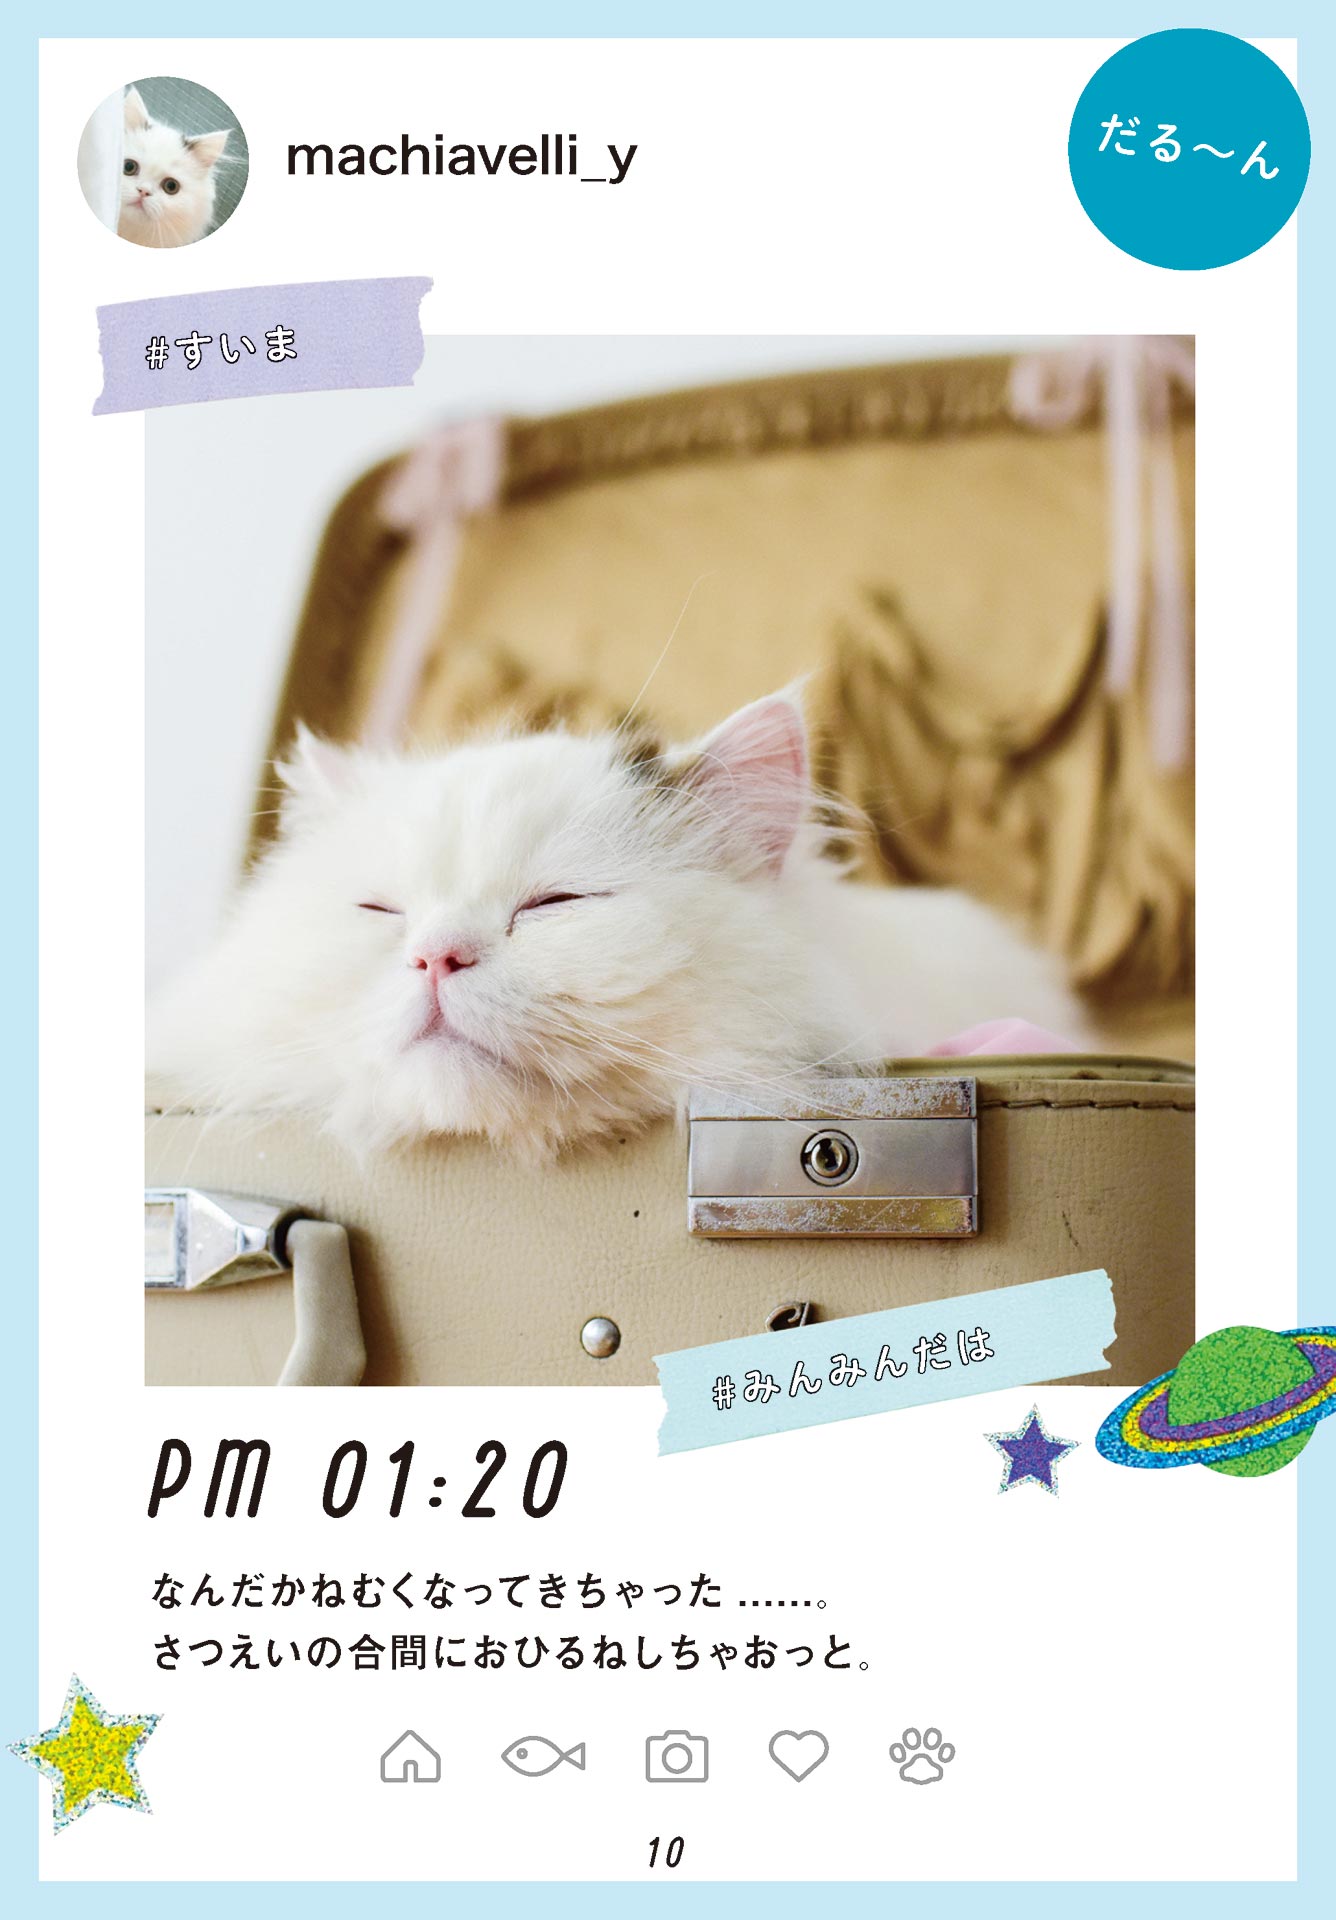 machiavelli_y
だる〜ん
#すいま
#みんみんだは
PM 01:20
なんだかねむくなってきちゃった ……。
さつえいの合間におひるねしちゃおっと。
10